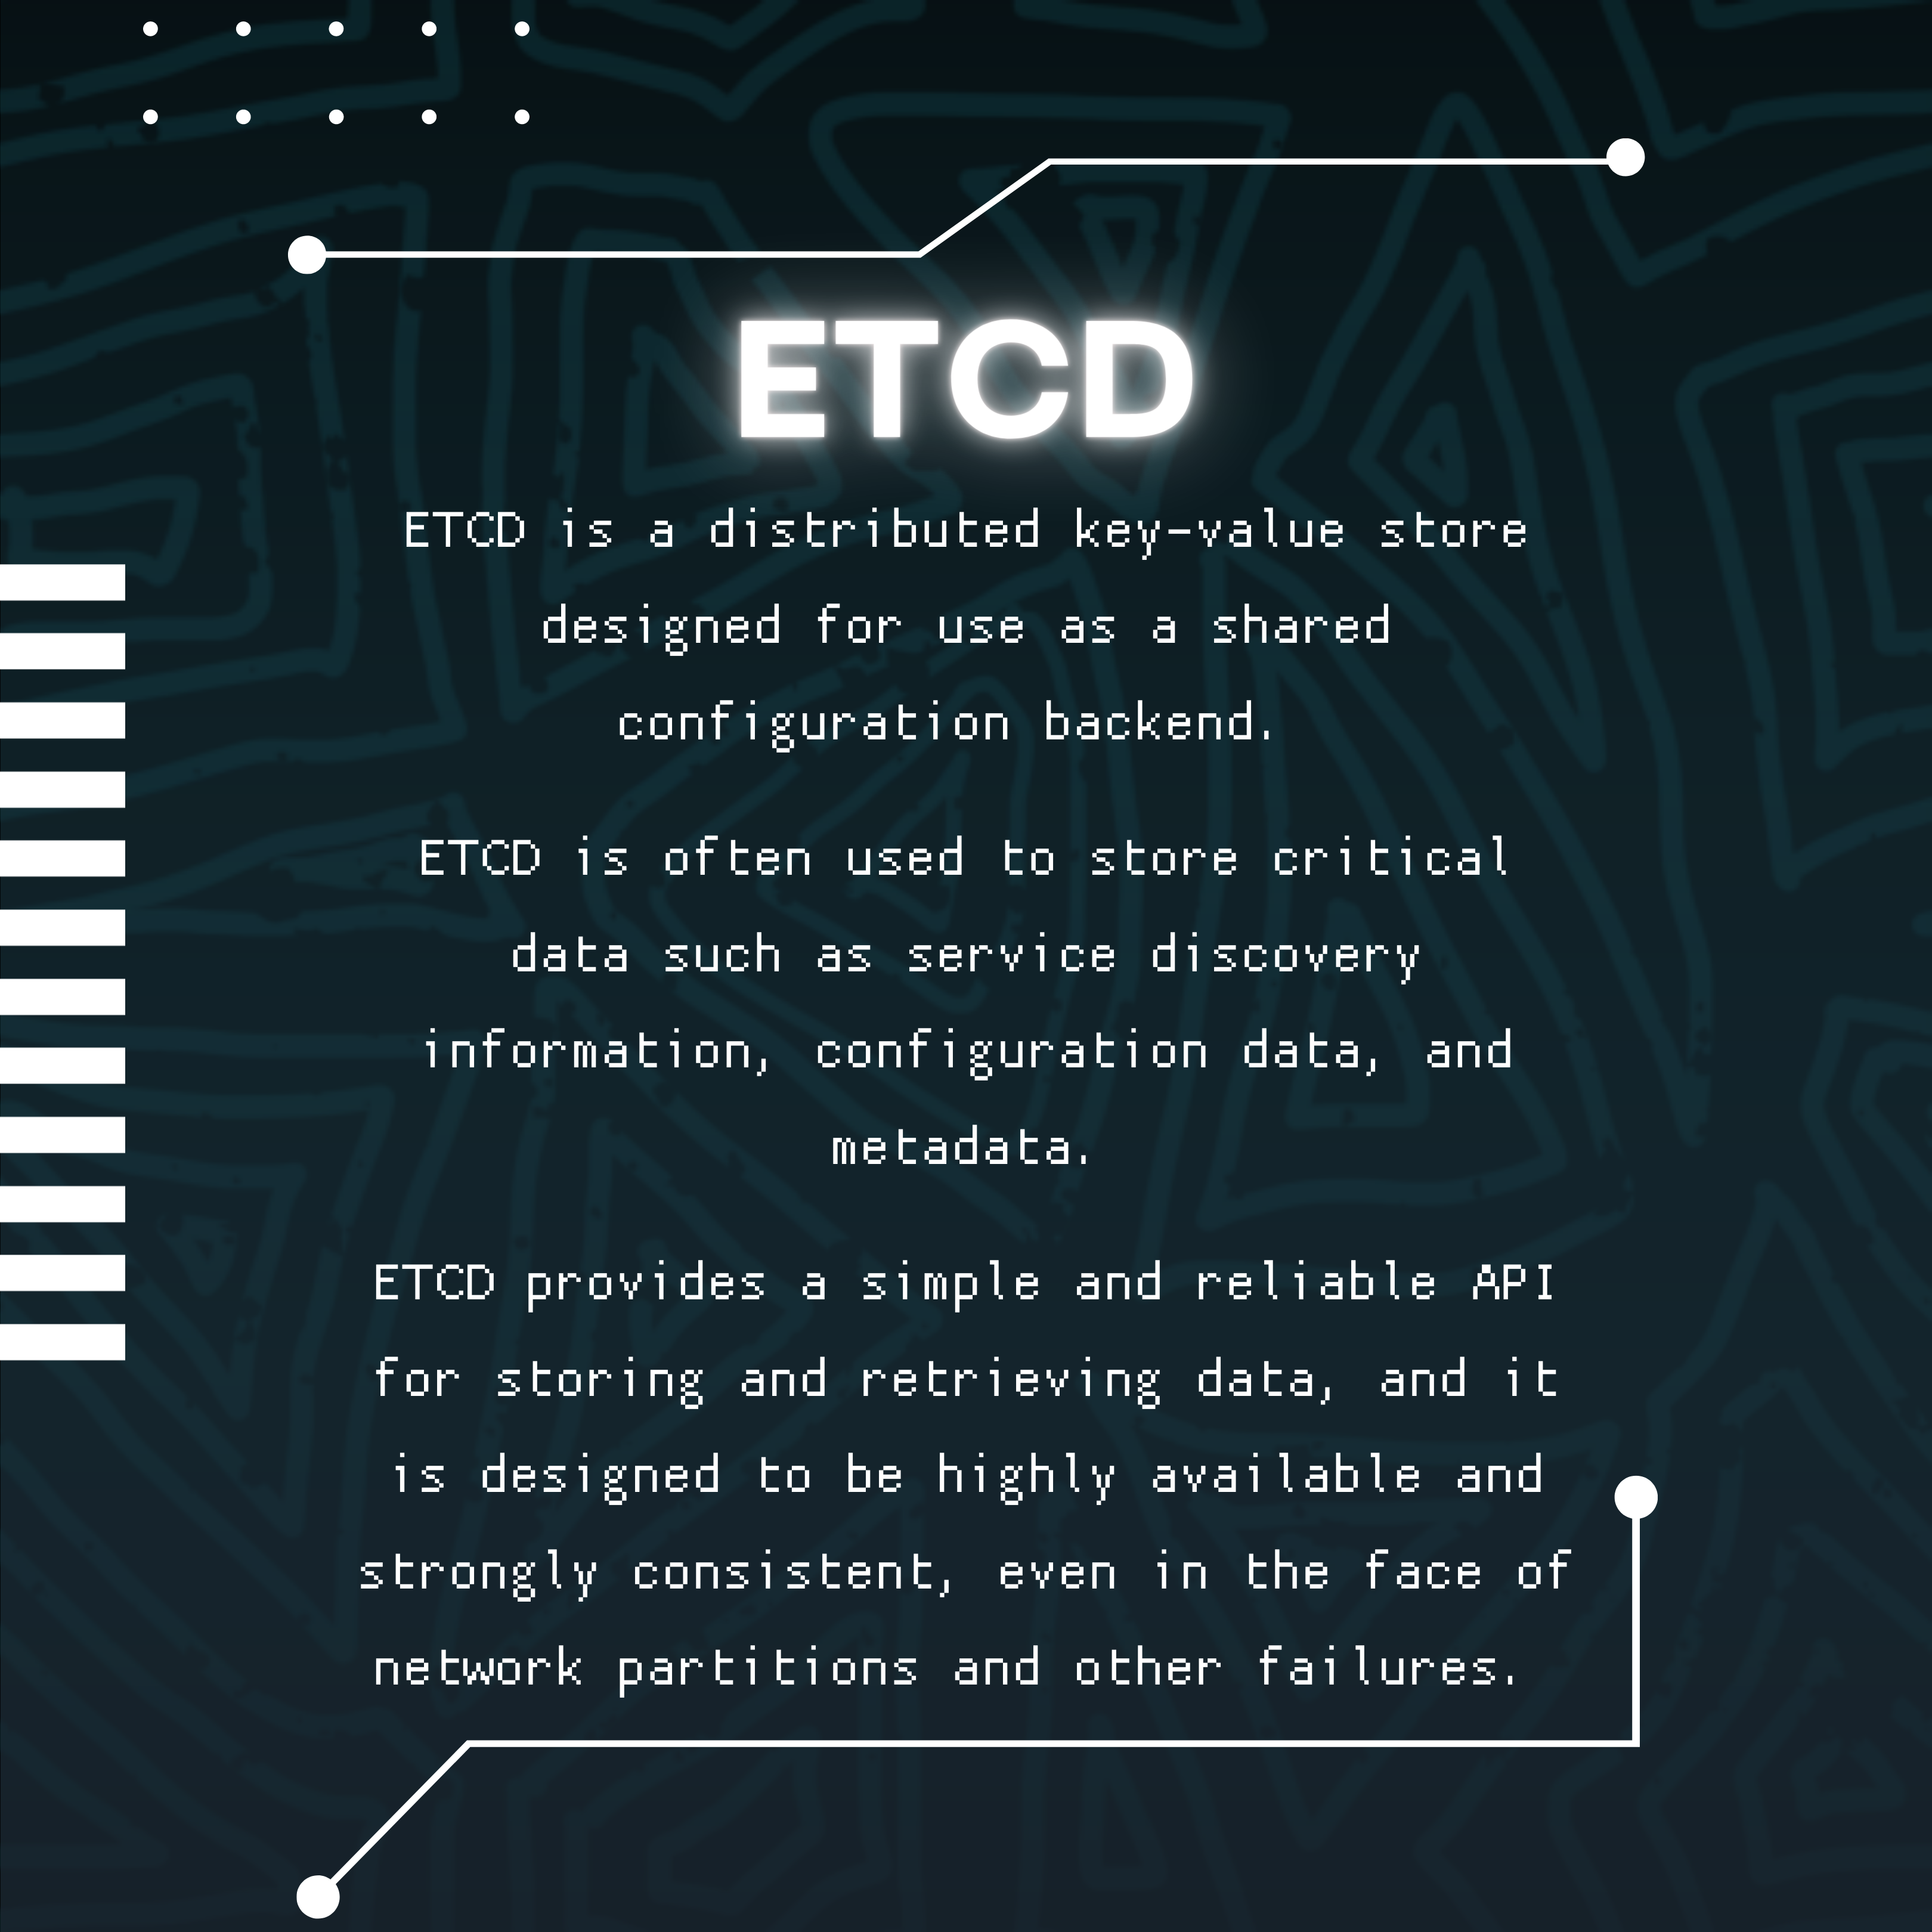 ETCD
ETCD is a distributed key-value store
designed for use as a shared
configuration backend.
ETCD is often used to store critical
data such as service discovery
information, configuration data, and
metadata.
ETCD provides a simple and reliable API
for storing and retrieving data, and it
is designed to be highly available and
strongly consistent, even in the face of
network partitions and other failures.